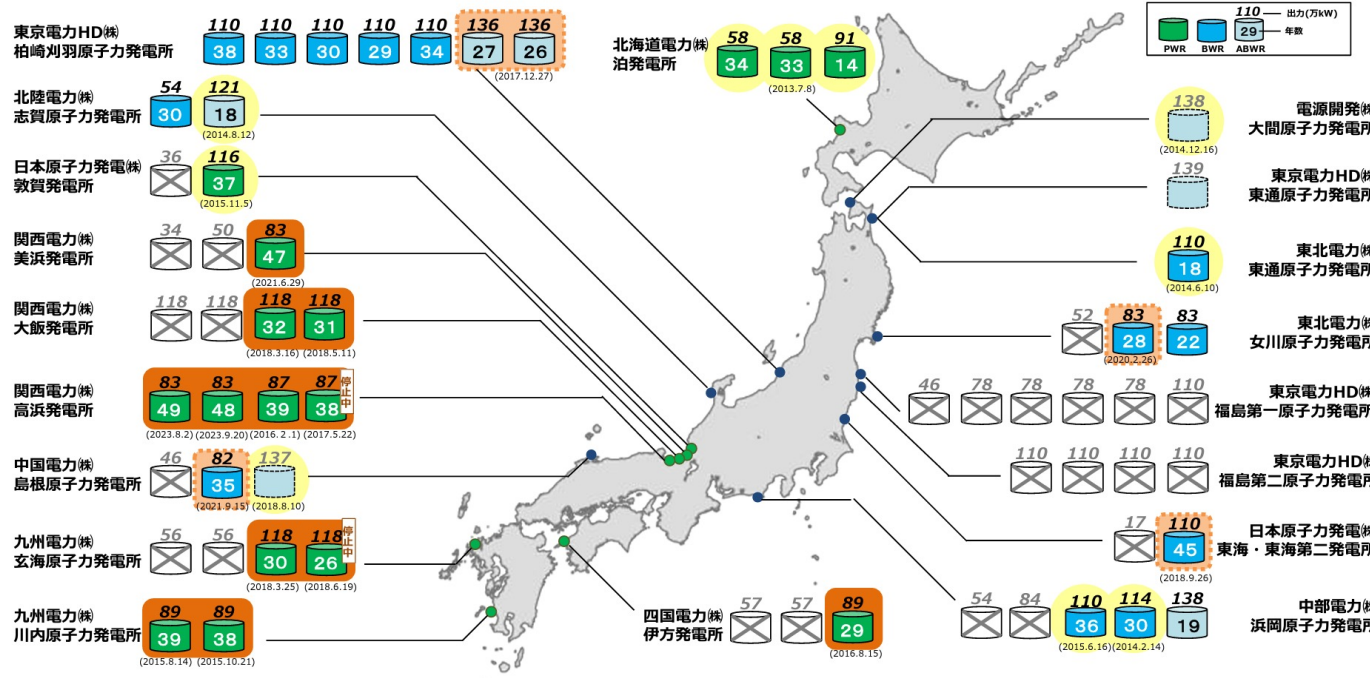 東京電力HD㈱
柏崎刈羽原子力発電所
110 110 110 110 110 136 136
38 33 30 29 34 27 26
(2017.12.27)
北陸電力㈱
志賀原子力発電所
54 121
30 18
(2014.8.12)
日本原子力発電㈱
敦賀発電所
36 116
37
(2015.11.5)
関西電力㈱
美浜発電所
34 50 83
47
(2021.6.29)
関西電力㈱
大飯発電所
118 118 118 118
32 31
(2018.3.16) (2018.5.11)
関西電力㈱
高浜発電所
83 83 87 87
停止中
49 48 39 38
(2023.8.2) (2023.9.20) (2016.2 .1) (2017.5.22)
中国電力㈱
島根原子力発電所
46 82 137
35
(2021.9.15) (2018.8.10)
九州電力㈱
玄海原子力発電所
56 56 118 118
停止中
30 26
(2018.3.25) (2018.6.19)
九州電力㈱
川内原子力発電所
89 89
39 38
(2015.8.14) (2015.10.21)
北海道電力㈱
泊発電所
58 58 91
34 33 14
(2013.7.8)
四国電力㈱
伊方発電所
57 57 89
29
(2016.8.15)
110 出力(万kW)
29 年数
PWR BWR ABWR
電源開発㈱
大間原子力発電所
138
(2014.12.16)
東京電力HD㈱
東通原子力発電所
139
東北電力㈱
東通原子力発電所
110
18
(2014.6.10)
東北電力㈱
女川原子力発電所
52 83 83
28 22
(2020.2.26)
東京電力HD㈱
福島第一原子力発電所
46 78 78 78 78 110
東京電力HD㈱
福島第二原子力発電所
110 110 110 110
日本原子力発電㈱
東海・東海第二発電所
17 110
45
(2018.9.26)
中部電力㈱
浜岡原子力発電所
54 84 110 114 138
36 30 19
(2015.6.16) (2014.2.14)